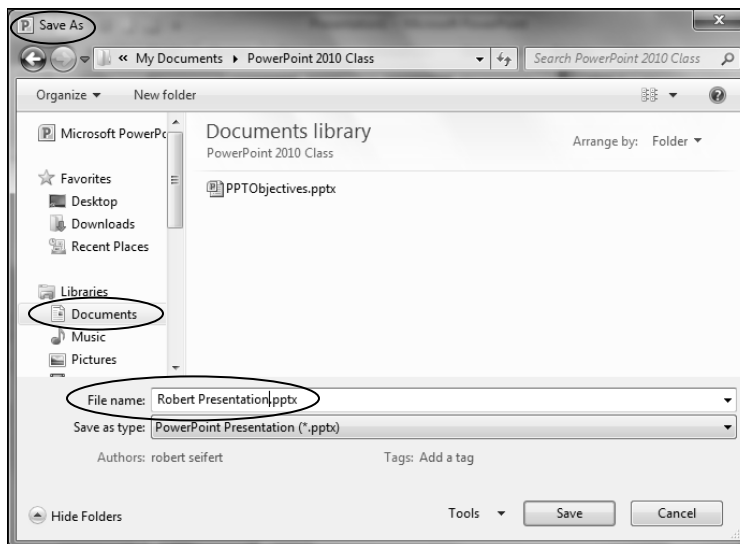 Save As
« My Documents ▸ PowerPoint 2010 Class
Search PowerPoint 2010 Class
Organize ▼ New folder
Microsoft PowerPo
Documents library
PowerPoint 2010 Class
Arrange by: Folder ▼
Favorites
Desktop
Downloads
Recent Places
PPTObjectives.pptx
Libraries
Documents
Music
Pictures
File name: Robert Presentation.pptx
Save as type: PowerPoint Presentation (*.pptx)
Authors: robert seifert Tags: Add a tag
Hide Folders Tools ▼ Save Cancel